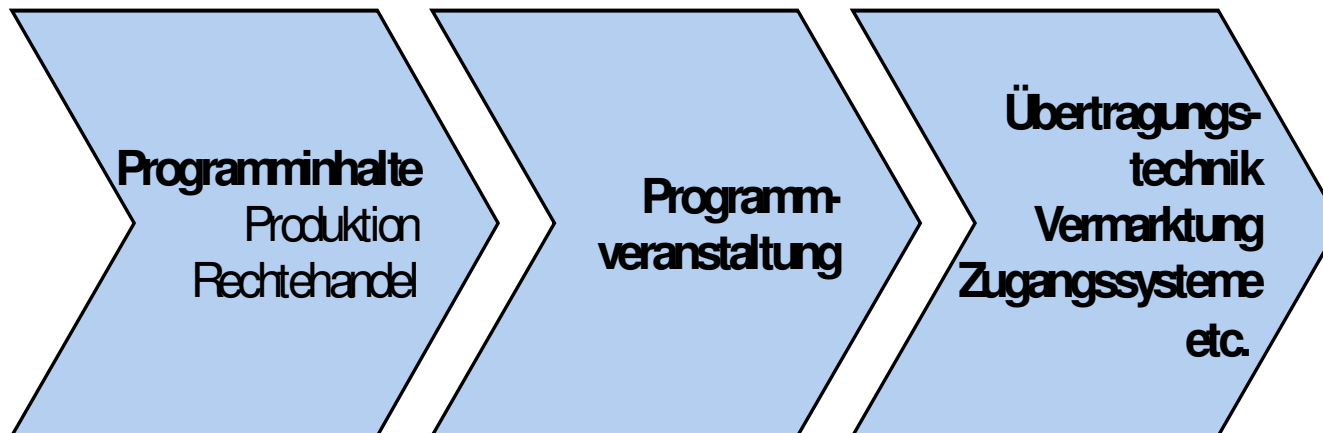 Programminhalte
Produktion
Rechtehandel
Programm-
veranstaltung
Übertragungs-
technik
Vermarktung
Zugangssysteme
etc.